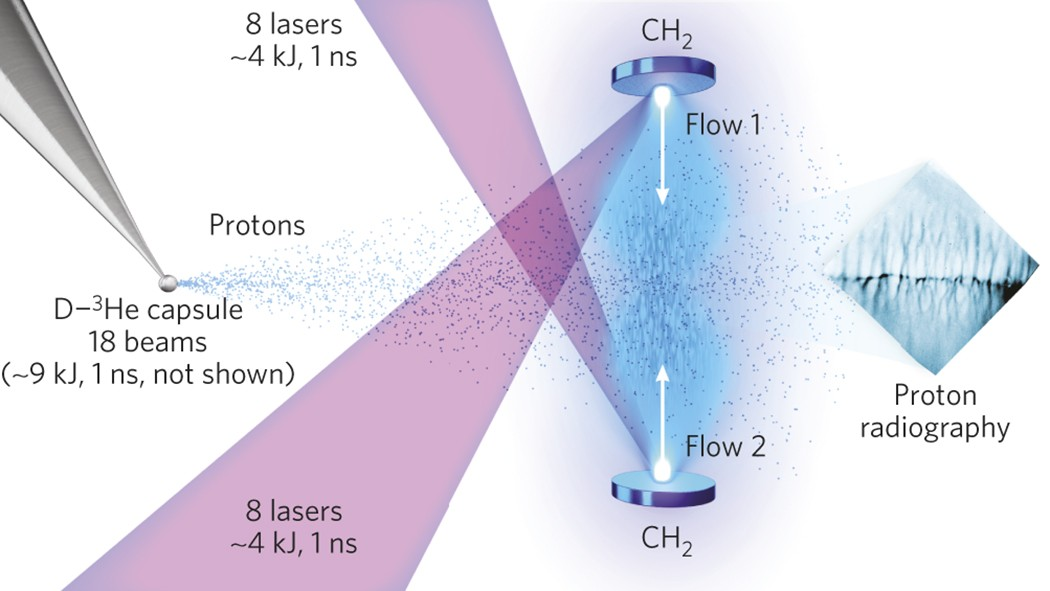 8 lasers
~4 kJ, 1 ns
CH₂
Flow 1
Protons
D–³He capsule
18 beams
(~9 kJ, 1 ns, not shown)
Proton
radiography
Flow 2
8 lasers
~4 kJ, 1 ns
CH₂